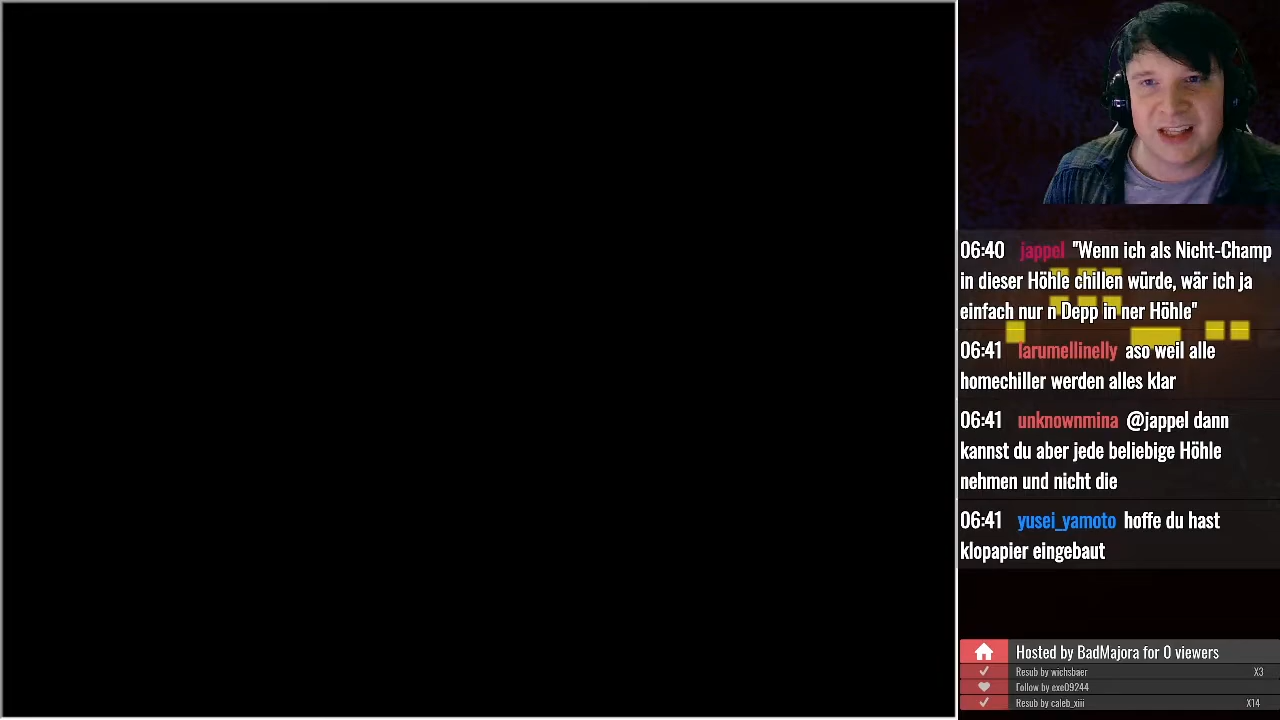 06:40 jappel "Wenn ich als Nicht-Champ
in dieser Höhle chillen würde, wär ich ja
einfach nur n Depp in ner Höhle"
06:41 larumellinelly aso weil alle
homechiller werden alles klar
06:41 unknownmina @jappel dann
kannst du aber jede beliebige Höhle
nehmen und nicht die
06:41 yusei_yamoto hoffe du hast
klopapier eingebaut
Hosted by BadMajora for 0 viewers
Resub by wichsbaer X3
Follow by exe09244
Resub by caleb_xiii X14